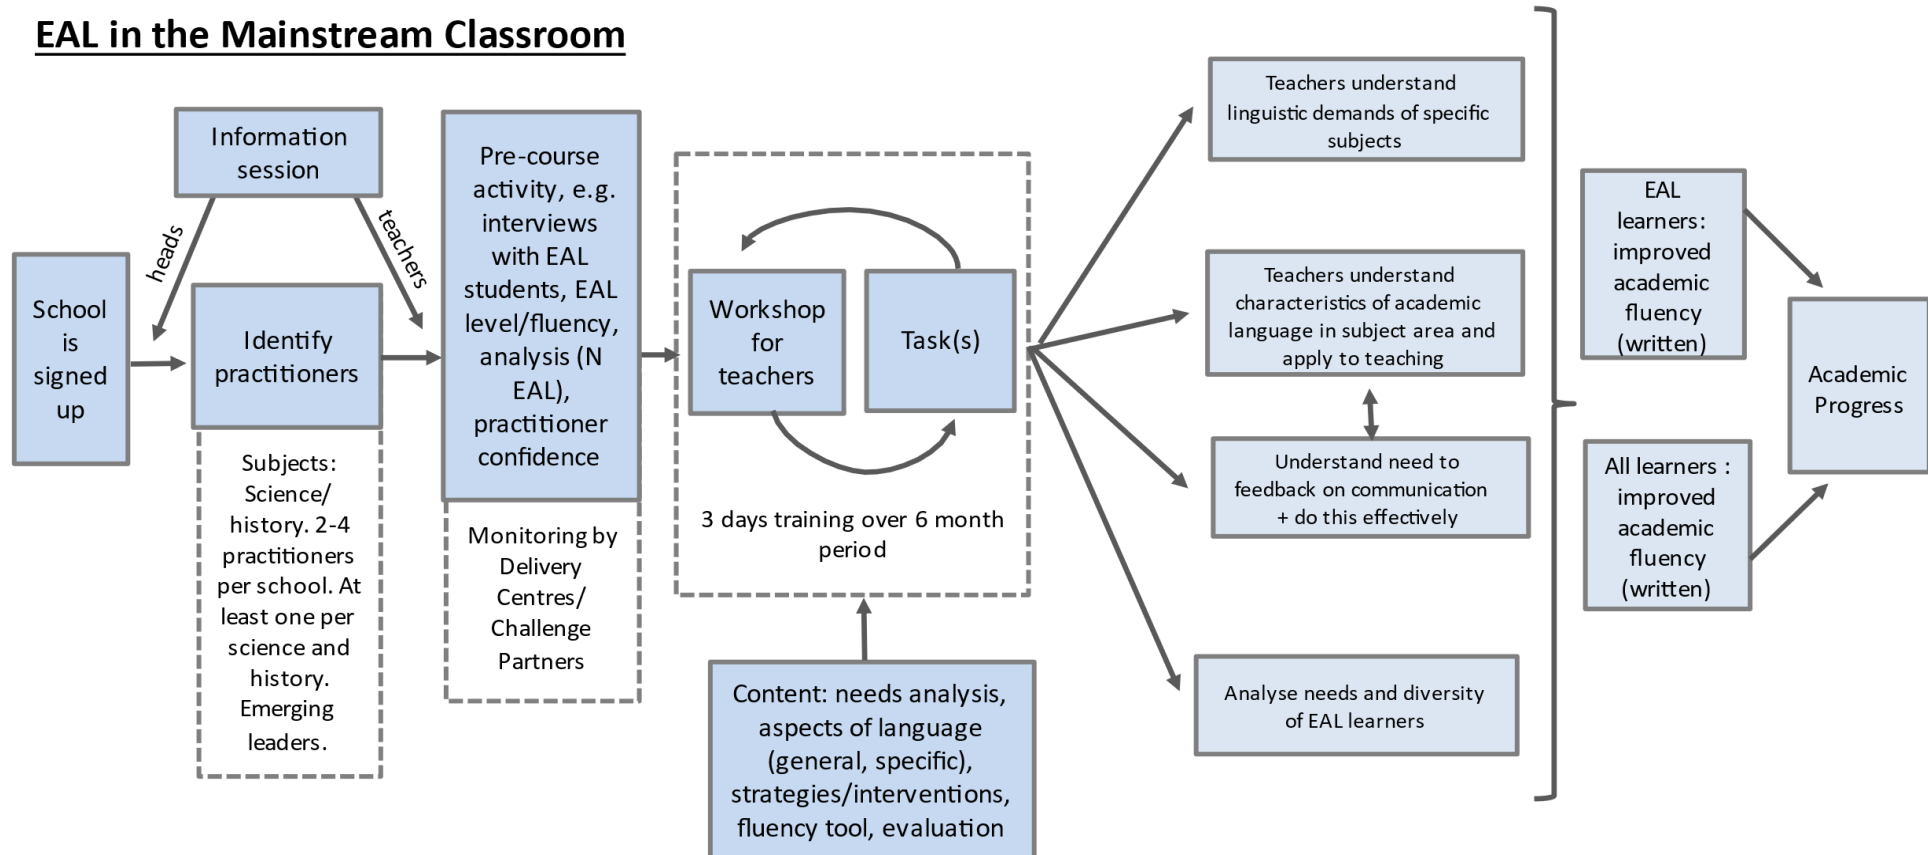 EAL in the Mainstream Classroom
Information
session
heads
teachers
School
is
signed
up
Identify
practitioners
Subjects:
Science/
history. 2-4
practitioners
per school. At
least one per
science and
history.
Emerging
leaders.
Pre-course
activity, e.g.
interviews
with EAL
students, EAL
level/fluency,
analysis (N
EAL),
practitioner
confidence
Monitoring by
Delivery
Centres/
Challenge
Partners
Workshop
for
teachers
Task(s)
3 days training over 6 month
period
Content: needs analysis,
aspects of language
(general, specific),
strategies/interventions,
fluency tool, evaluation
Teachers understand
linguistic demands of specific
subjects
Teachers understand
characteristics of academic
language in subject area and
apply to teaching
Understand need to
feedback on communication
+ do this effectively
Analyse needs and diversity
of EAL learners
EAL
learners:
improved
academic
fluency
(written)
All learners :
improved
academic
fluency
(written)
Academic
Progress